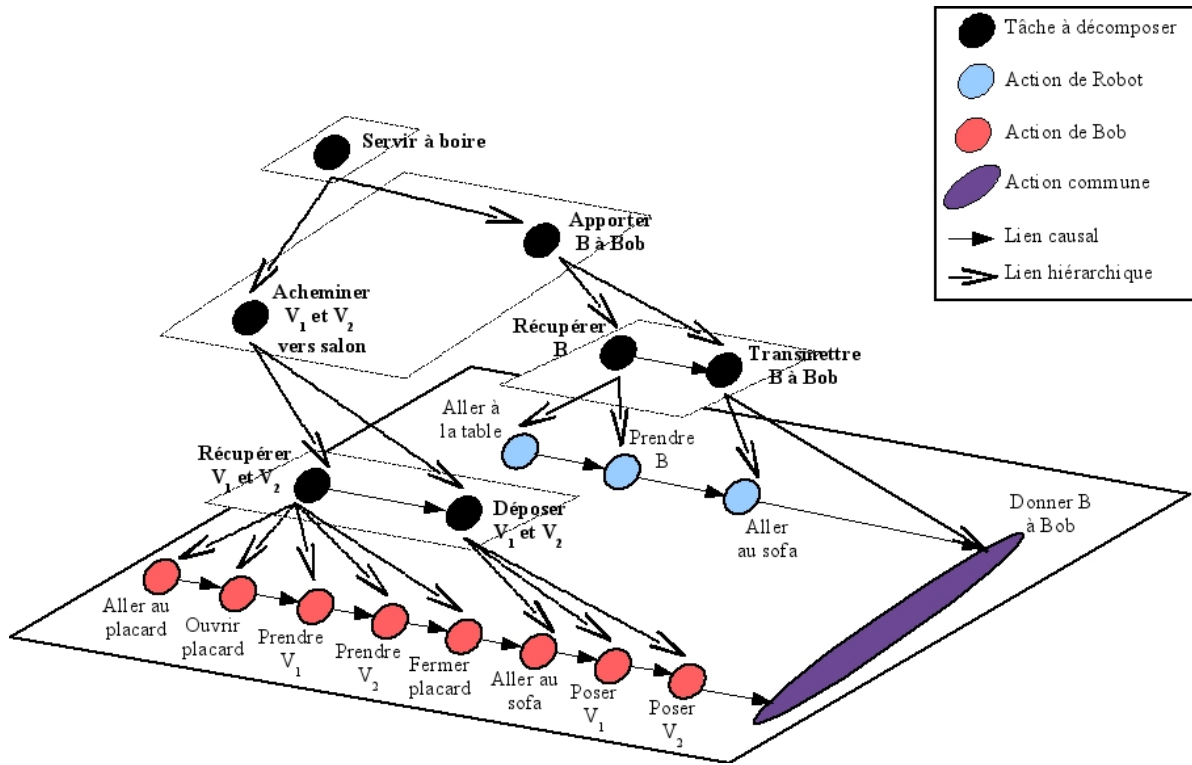 Tâche à décomposer
Action de Robot
Action de Bob
Action commune
Lien causal
Lien hiérarchique
Servir à boire
Apporter
B à Bob
Acheminer
V1 et V2
vers salon
Récupérer
B
Transmettre
B à Bob
Aller à
la table
Prendre
B
Aller
au sofa
Donner B
à Bob
Récupérer
V1 et V2
Déposer
V1 et V2
Aller au
placard
Ouvrir
placard
Prendre
V1
Prendre
V2
Fermer
placard
Aller au
sofa
Poser
V1
Poser
V2